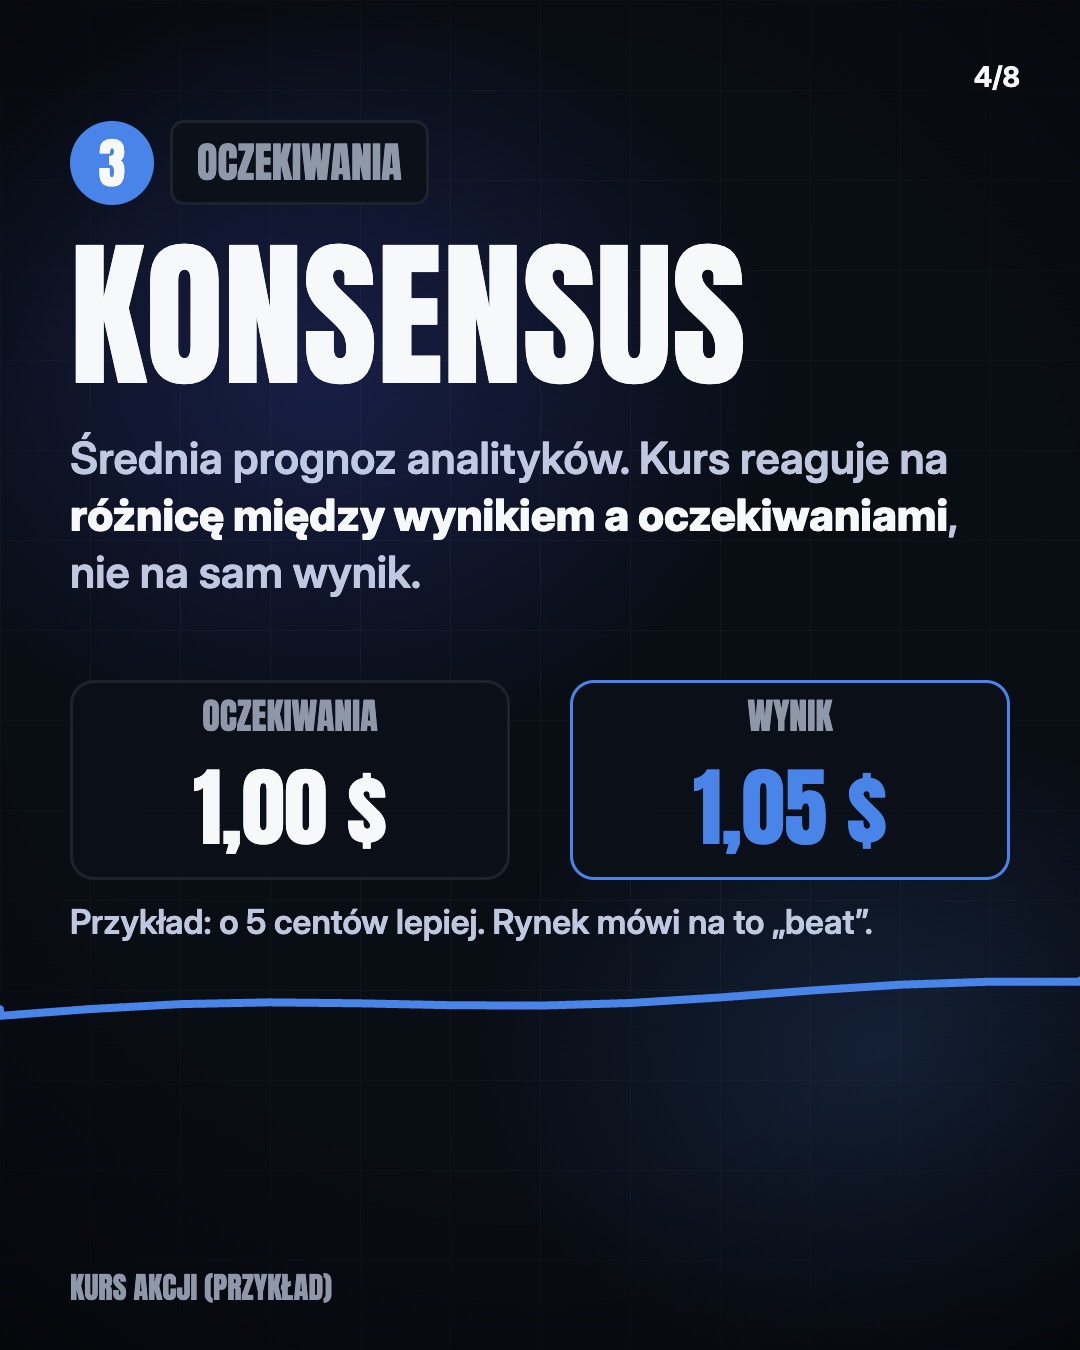 4/8
3 OCZEKIWANIA
KONSENSUS
Średnia prognoz analityków. Kurs reaguje na
różnicę między wynikiem a oczekiwaniami,
nie na sam wynik.
OCZEKIWANIA
1,00 $
WYNIK
1,05 $
Przykład: o 5 centów lepiej. Rynek mówi na to „beat”.
KURS AKCJI (PRZYKŁAD)